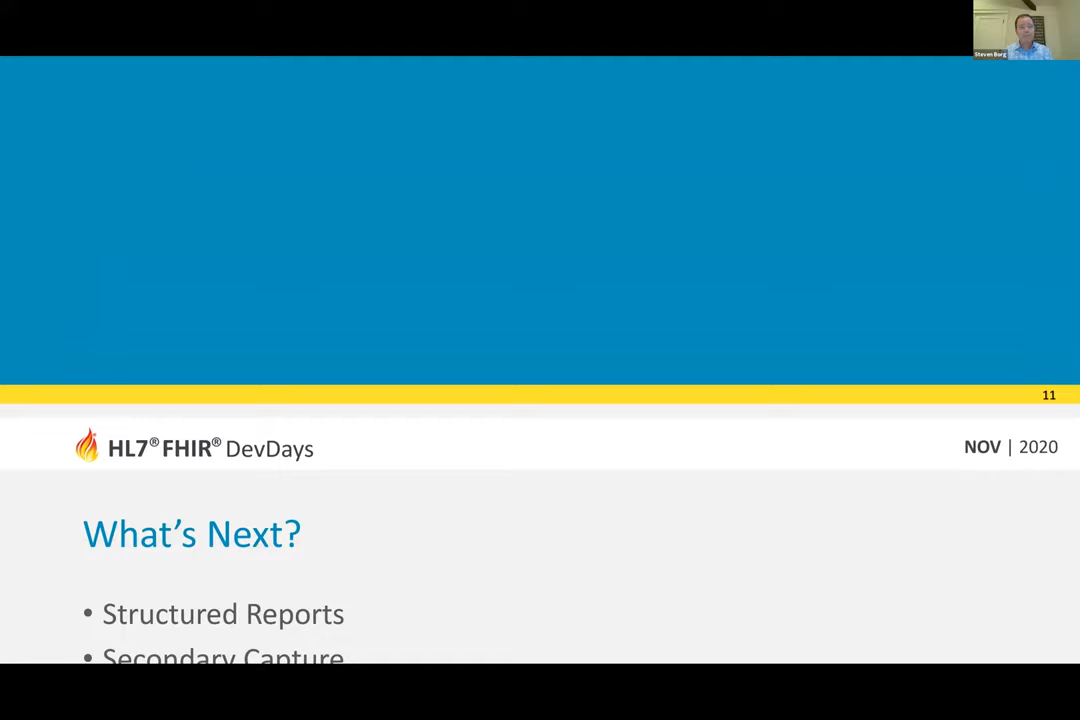 Steven Borg
11
HL7® FHIR® DevDays
NOV | 2020
What's Next?
• Structured Reports
• Secondary Capture